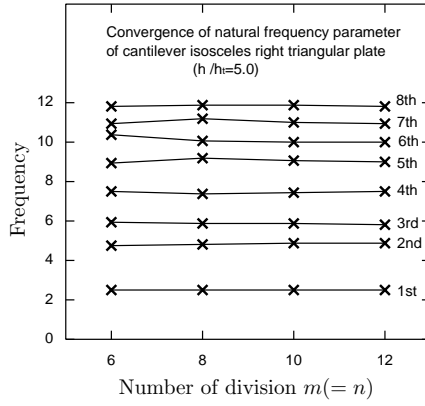 Convergence of natural frequency parameter
of cantilever isosceles right triangular plate
(h /ht=5.0)
12
10
8
6
4
2
0
Frequency
8th
7th
6th
5th
4th
3rd
2nd
1st
6 8 10 12
Number of division m(= n)